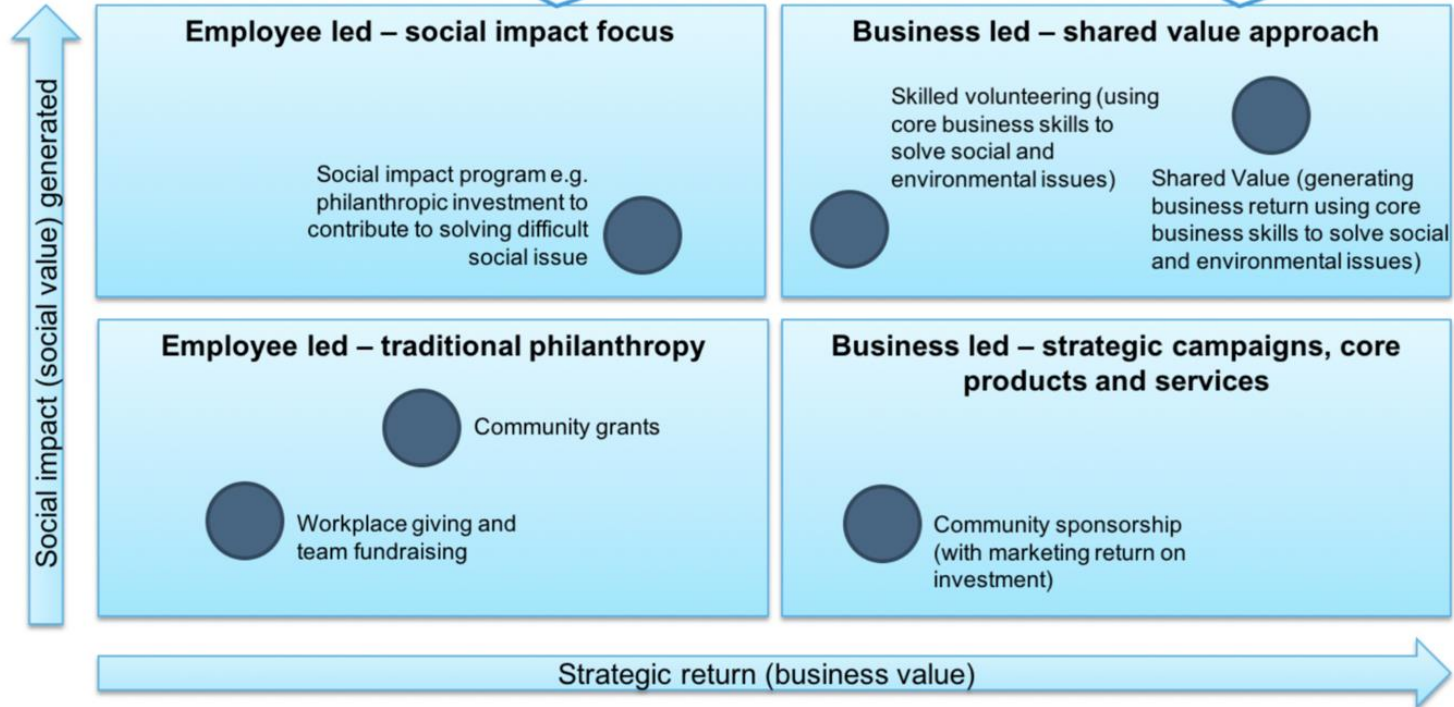 Social impact (social value) generated
Employee led – social impact focus
Social impact program e.g.
philanthropic investment to
contribute to solving difficult
social issue
Business led – shared value approach
Skilled volunteering (using
core business skills to
solve social and
environmental issues)
Shared Value (generating
business return using core
business skills to solve social
and environmental issues)
Employee led – traditional philanthropy
Community grants
Workplace giving and
team fundraising
Business led – strategic campaigns, core
products and services
Community sponsorship
(with marketing return on
investment)
Strategic return (business value)